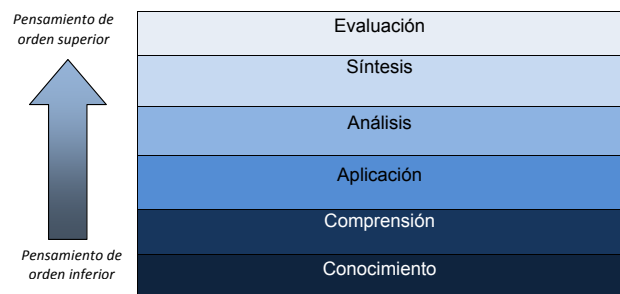 Pensamiento de
orden superior
Evaluación
Síntesis
Análisis
Aplicación
Comprensión
Pensamiento de
orden inferior
Conocimiento